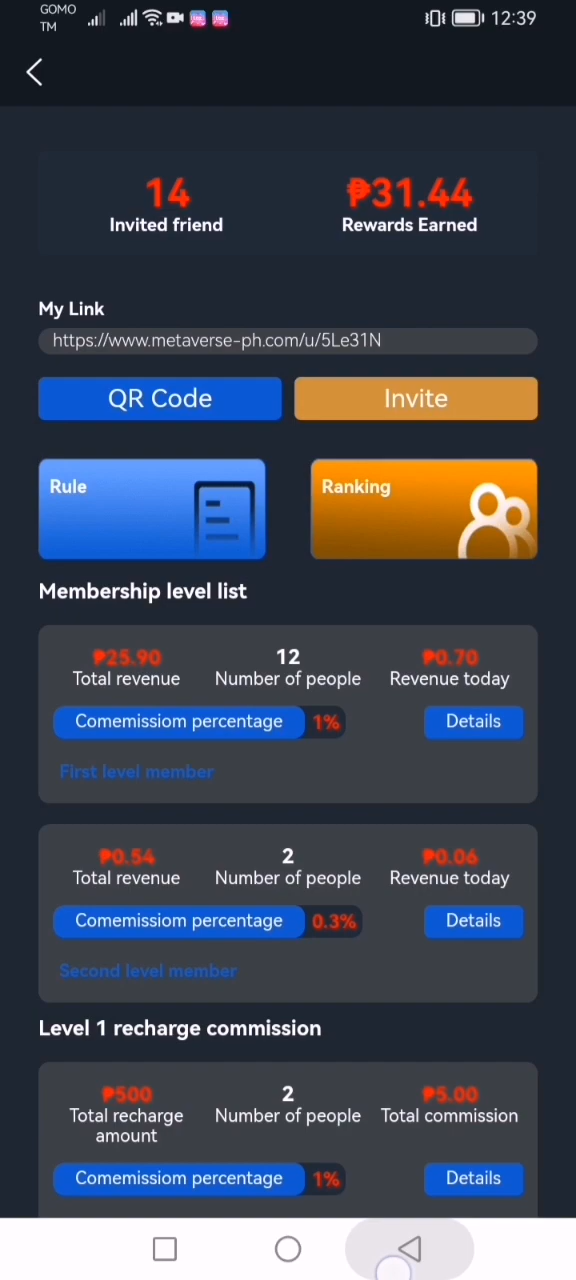 GOMO
TM
12:39
14
₱31.44
Invited friend
Rewards Earned
My Link
https://www.metaverse-ph.com/u/5Le31N
QR Code
Invite
Rule
Ranking
Membership level list
₱25.90
12
₱0.70
Total revenue
Number of people
Revenue today
Comemissiom percentage
1%
Details
First level member
₱0.54
2
₱0.06
Total revenue
Number of people
Revenue today
Comemissiom percentage
0.3%
Details
Second level member
Level 1 recharge commission
₱500
2
₱5.00
Total recharge
amount
Number of people
Total commission
Comemissiom percentage
1%
Details